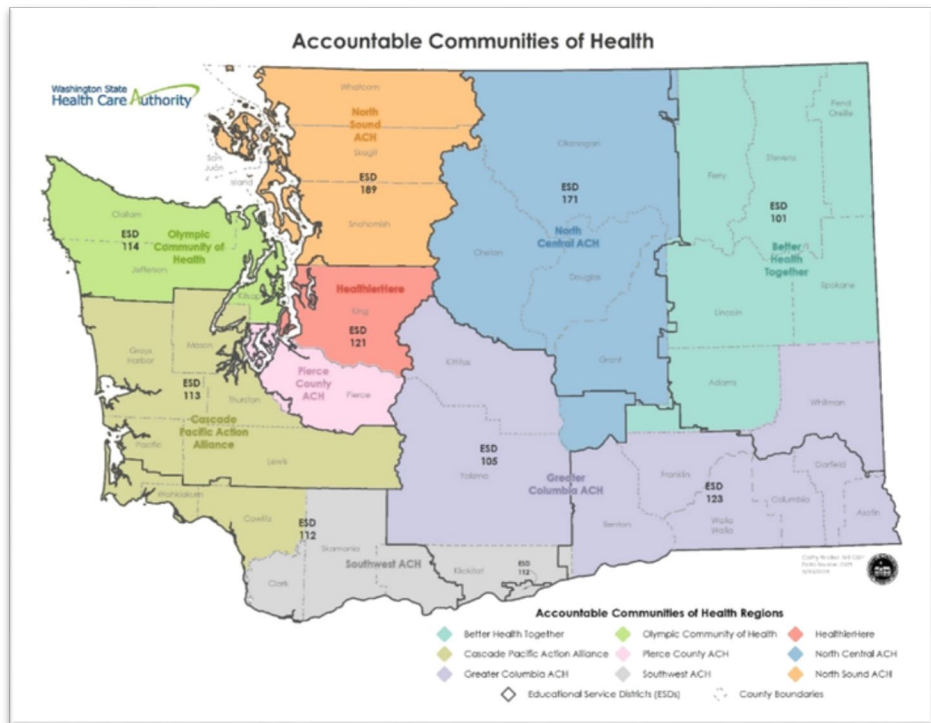 Accountable Communities of Health
Washington State
Health Care Authority
Whatcom
North
Sound
ACH
Skagit
ESD
189
Snohomish
San
Juan
Island
Okanogan
ESD
171
North
Central ACH
Chelan
Douglas
Grant
Pend
Oreille
Stevens
Ferry
ESD
101
Better
Health
Together
Spokane
Lincoln
Adams
Whitman
Clallam
ESD
114
Olympic
Community of
Health
Jefferson
Kitsap
HealthierHere
King
ESD
121
Pierce
County
ACH
Pierce
Grays
Harbor
Mason
ESD
113
Thurston
Cascade
Pacific Action
Alliance
Pacific
Lewis
Wahkiakum
Cowlitz
ESD
112
Skamania
Clark
Southwest ACH
Klickitat
ESD
112
Kittitas
ESD
105
Yakima
Greater
Columbia ACH
Benton
Franklin
ESD
123
Walla
Walla
Columbia
Garfield
Asotin
Accountable Communities of Health Regions
Better Health Together
Olympic Community of Health
HealthierHere
Cascade Pacific Action Alliance
Pierce County ACH
North Central ACH
Greater Columbia ACH
Southwest ACH
North Sound ACH
Educational Service Districts (ESDs)
County Boundaries